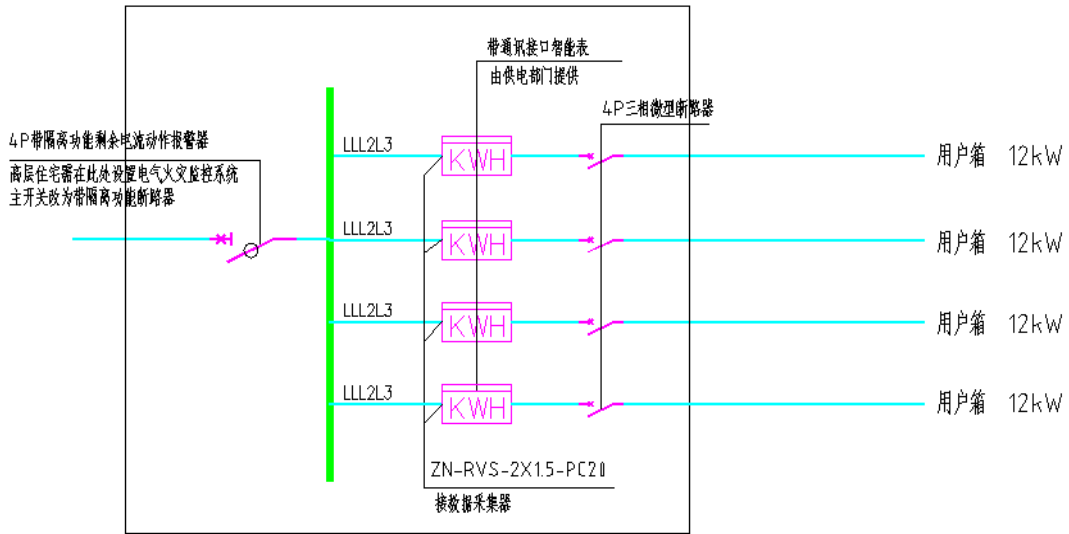 带通讯接口智能表
由供电部门提供
4P三相微型断路器
4P带隔离功能剩余电流动作报警器
高层住宅需在此处设置电气火灾监控系统
主开关改为带隔离功能断路器
LLL2L3
KWH
用户箱 12kW
LLL2L3
KWH
用户箱 12kW
LLL2L3
KWH
用户箱 12kW
LLL2L3
KWH
用户箱 12kW
ZN-RVS-2X1.5-PC20
接数据采集器